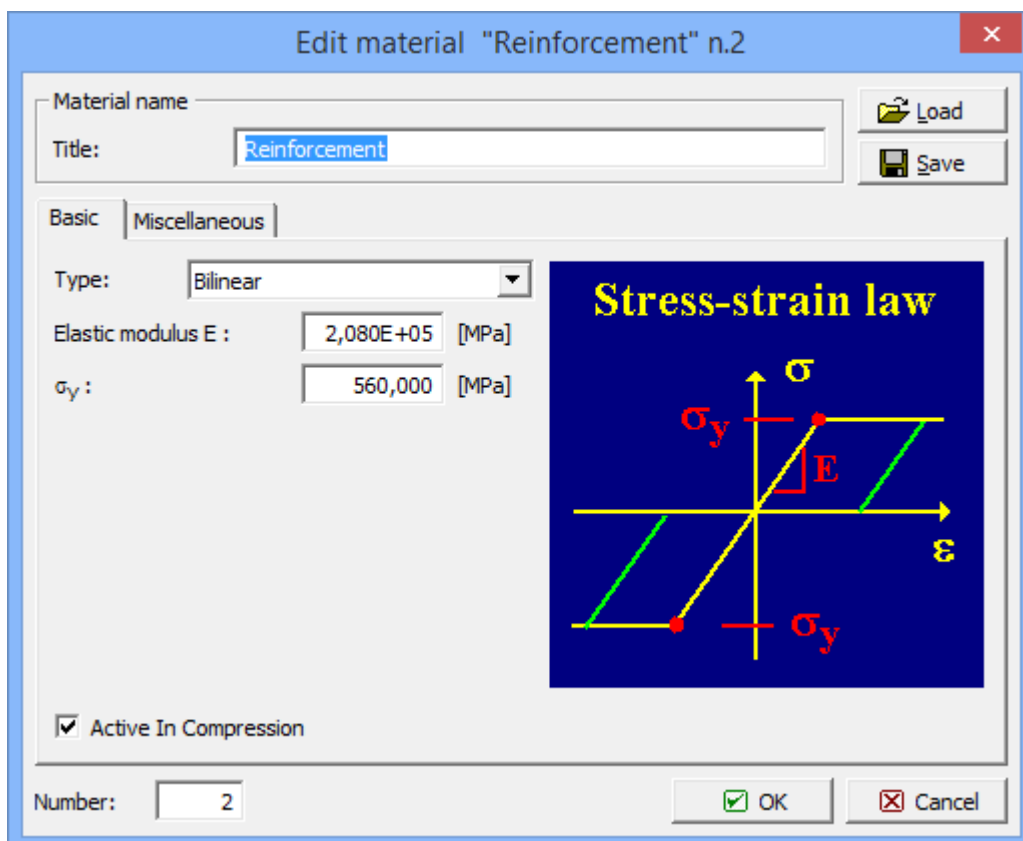 Edit material "Reinforcement" n.2
Material name
Title: Reinforcement
Load
Save
Basic Miscellaneous
Type: Bilinear
Elastic modulus E : 2,080E+05 [MPa]
σy : 560,000 [MPa]
Stress-strain law
σ
σy
E
ε
σy
Active In Compression
Number: 2
OK Cancel